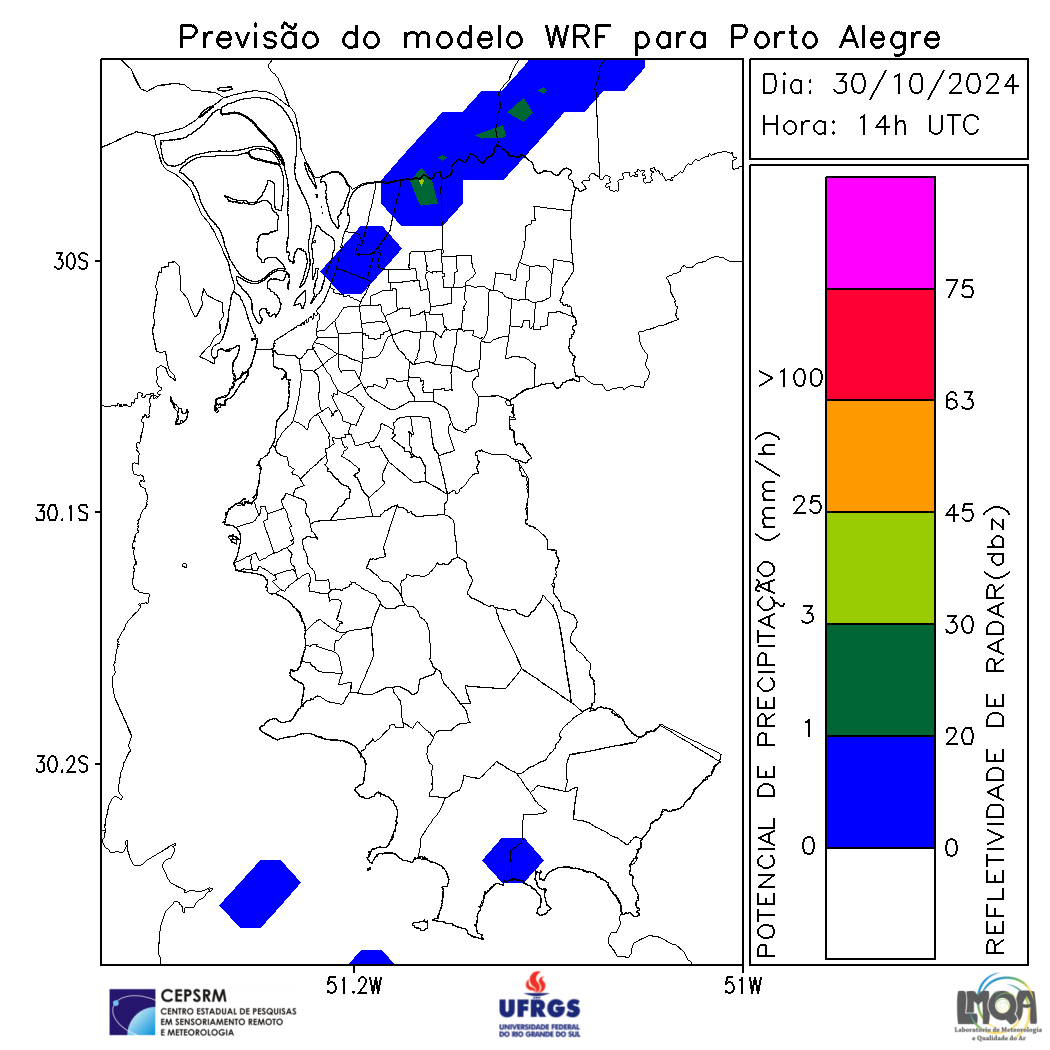 Previsão do modelo WRF para Porto Alegre
Dia: 30/10/2024
Hora: 14h UTC
30S
30.1S
30.2S
51.2W
51W
POTENCIAL DE PRECIPITAÇÃO (mm/h)
>100
25
3
1
0
75
63
45
30
20
0
REFLETIVIDADE DE RADAR(dbz)
CEPSRM
CENTRO ESTADUAL DE PESQUISAS
EM SENSORIAMENTO REMOTO
E METEOROLOGIA
UFRGS
UNIVERSIDADE FEDERAL
DO RIO GRANDE DO SUL
LMQA
Laboratório de Meteorologia
e Qualidade do Ar